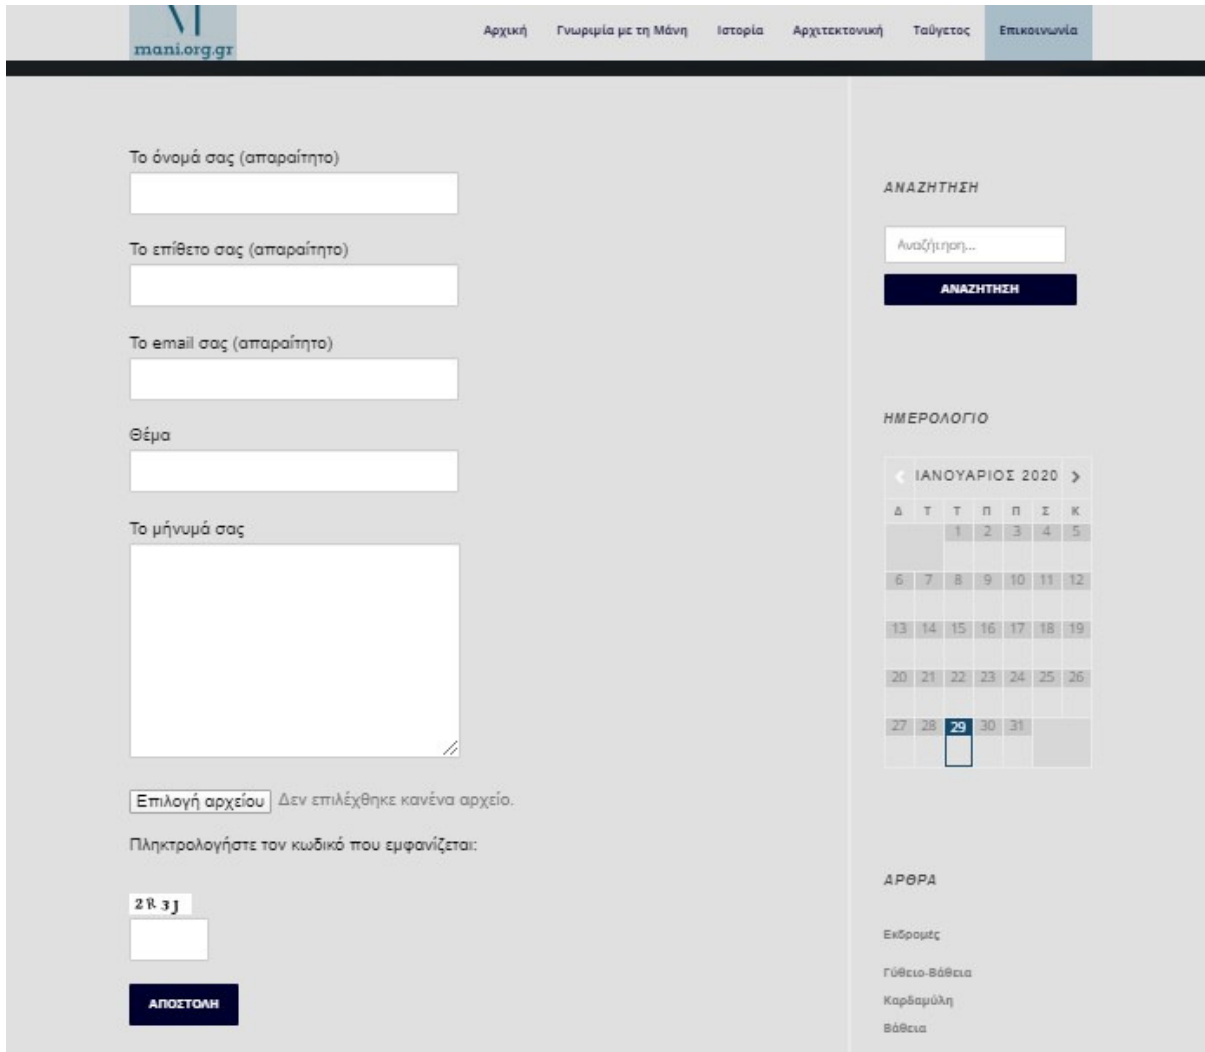 M
mani.org.gr
Αρχική Γνωριμία με τη Μάνη Ιστορία Αρχιτεκτονική Ταΰγετος Επικοινωνία
Το όνομά σας (απαραίτητο)
Το επίθετο σας (απαραίτητο)
Το email σας (απαραίτητο)
Θέμα
Το μήνυμά σας
Επιλογή αρχείου Δεν επιλέχθηκε κανένα αρχείο.
Πληκτρολογήστε τον κωδικό που εμφανίζεται:
2R3J
ΑΠΟΣΤΟΛΗ
ΑΝΑΖΗΤΗΣΗ
Αναζήτηση...
ΑΝΑΖΗΤΗΣΗ
ΗΜΕΡΟΛΟΓΙΟ
ΙΑΝΟΥΑΡΙΟΣ 2020
Δ Τ Τ Π Π Σ Κ
1 2 3 4 5
6 7 8 9 10 11 12
13 14 15 16 17 18 19
20 21 22 23 24 25 26
27 28 29 30 31
ΑΡΘΡΑ
Εκδρομές
Γύθειο-Βάθεια
Καρδαμύλη
Βάθεια